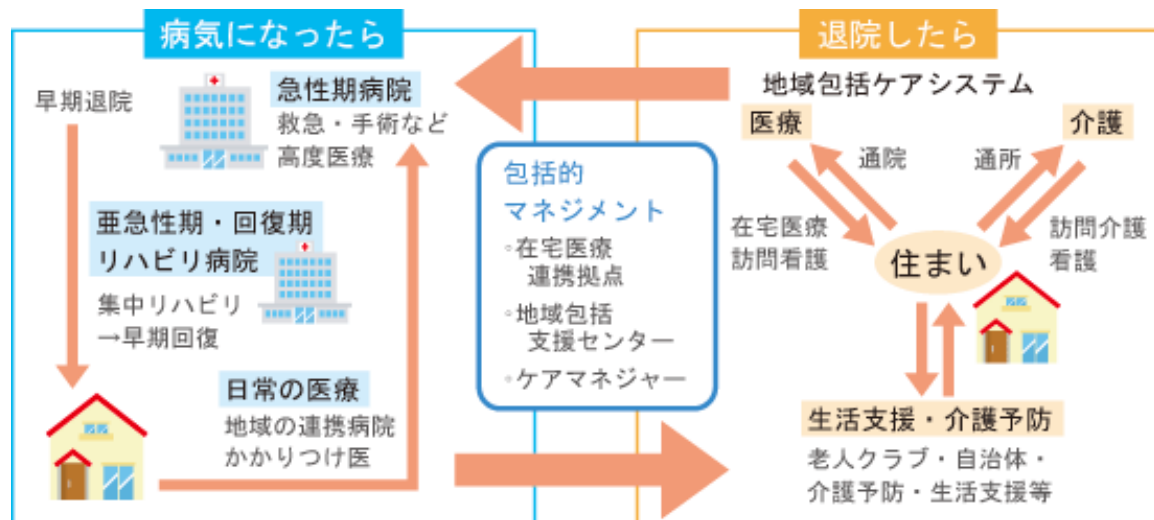 病気になったら
早期退院
急性期病院
救急・手術など
高度医療
亜急性期・回復期
リハビリ病院
集中リハビリ
→早期回復
日常の医療
地域の連携病院
かかりつけ医
包括的
マネジメント
◦在宅医療
連携拠点
◦地域包括
支援センター
◦ケアマネジャー
退院したら
地域包括ケアシステム
医療
介護
通院
通所
在宅医療
訪問看護
住まい
訪問介護
看護
生活支援・介護予防
老人クラブ・自治体・
介護予防・生活支援等